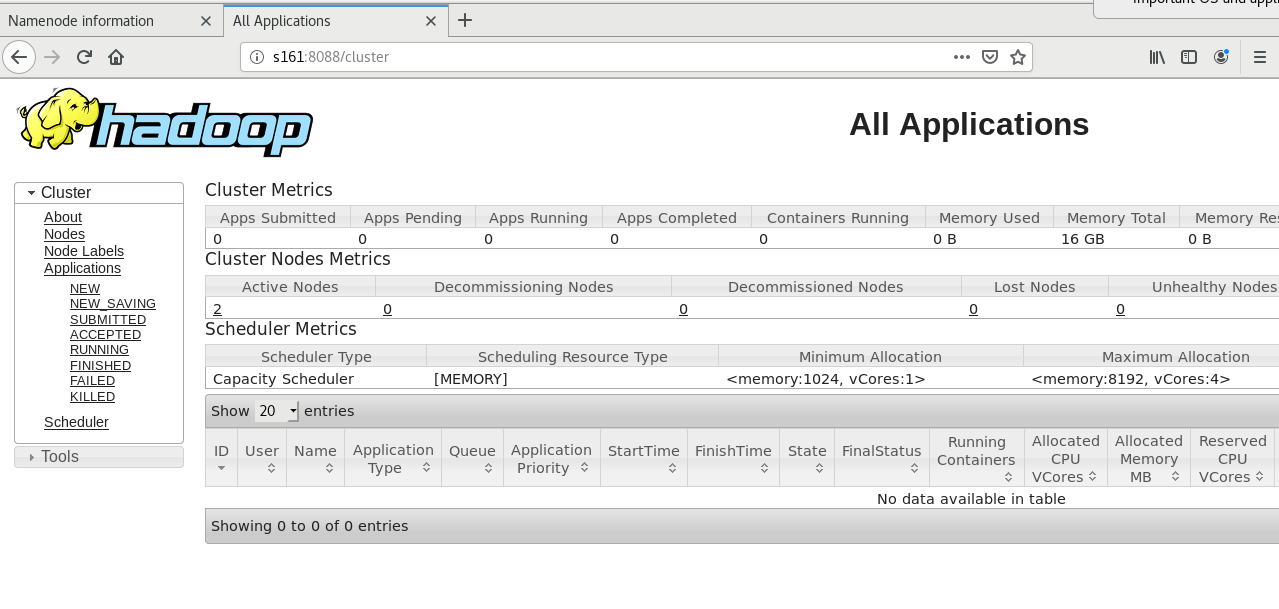 Important OS and appli
Namenode information
All Applications
s161:8088/cluster
hadoop
All Applications
Cluster
About
Nodes
Node Labels
Applications
NEW
NEW_SAVING
SUBMITTED
ACCEPTED
RUNNING
FINISHED
FAILED
KILLED
Scheduler
Tools
Cluster Metrics
Apps Submitted Apps Pending Apps Running Apps Completed Containers Running Memory Used Memory Total Memory Res
0 0 0 0 0 0 B 16 GB 0 B
Cluster Nodes Metrics
Active Nodes Decommissioning Nodes Decommissioned Nodes Lost Nodes Unhealthy Nodes
2 0 0 0 0
Scheduler Metrics
Scheduler Type Scheduling Resource Type Minimum Allocation Maximum Allocation
Capacity Scheduler [MEMORY] <memory:1024, vCores:1> <memory:8192, vCores:4>
Show 20 entries
ID User Name Application Type Queue Application Priority StartTime FinishTime State FinalStatus Running Containers Allocated CPU VCores Allocated Memory MB Reserved CPU VCores
No data available in table
Showing 0 to 0 of 0 entries